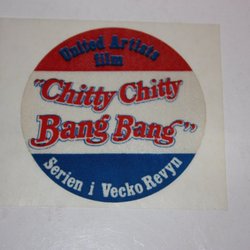 United Artists
film
"Chitty Chitty
Bang Bang"
Serien i VeckoRevyn